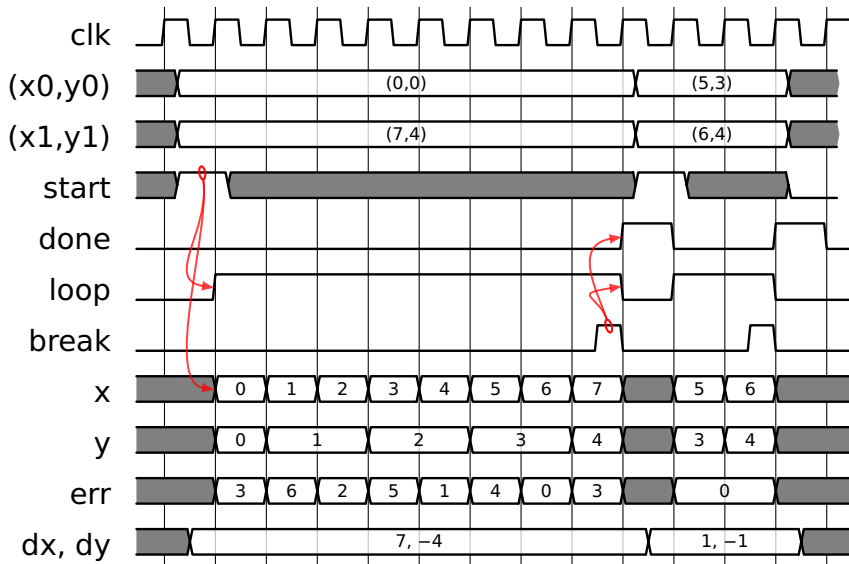 clk
(x0,y0) (0,0) (5,3)
(x1,y1) (7,4) (6,4)
start
done
loop
break
x 0 1 2 3 4 5 6 7 5 6
y 0 1 2 3 4 3 4
err 3 6 2 5 1 4 0 3 0
dx, dy 7, −4 1, −1